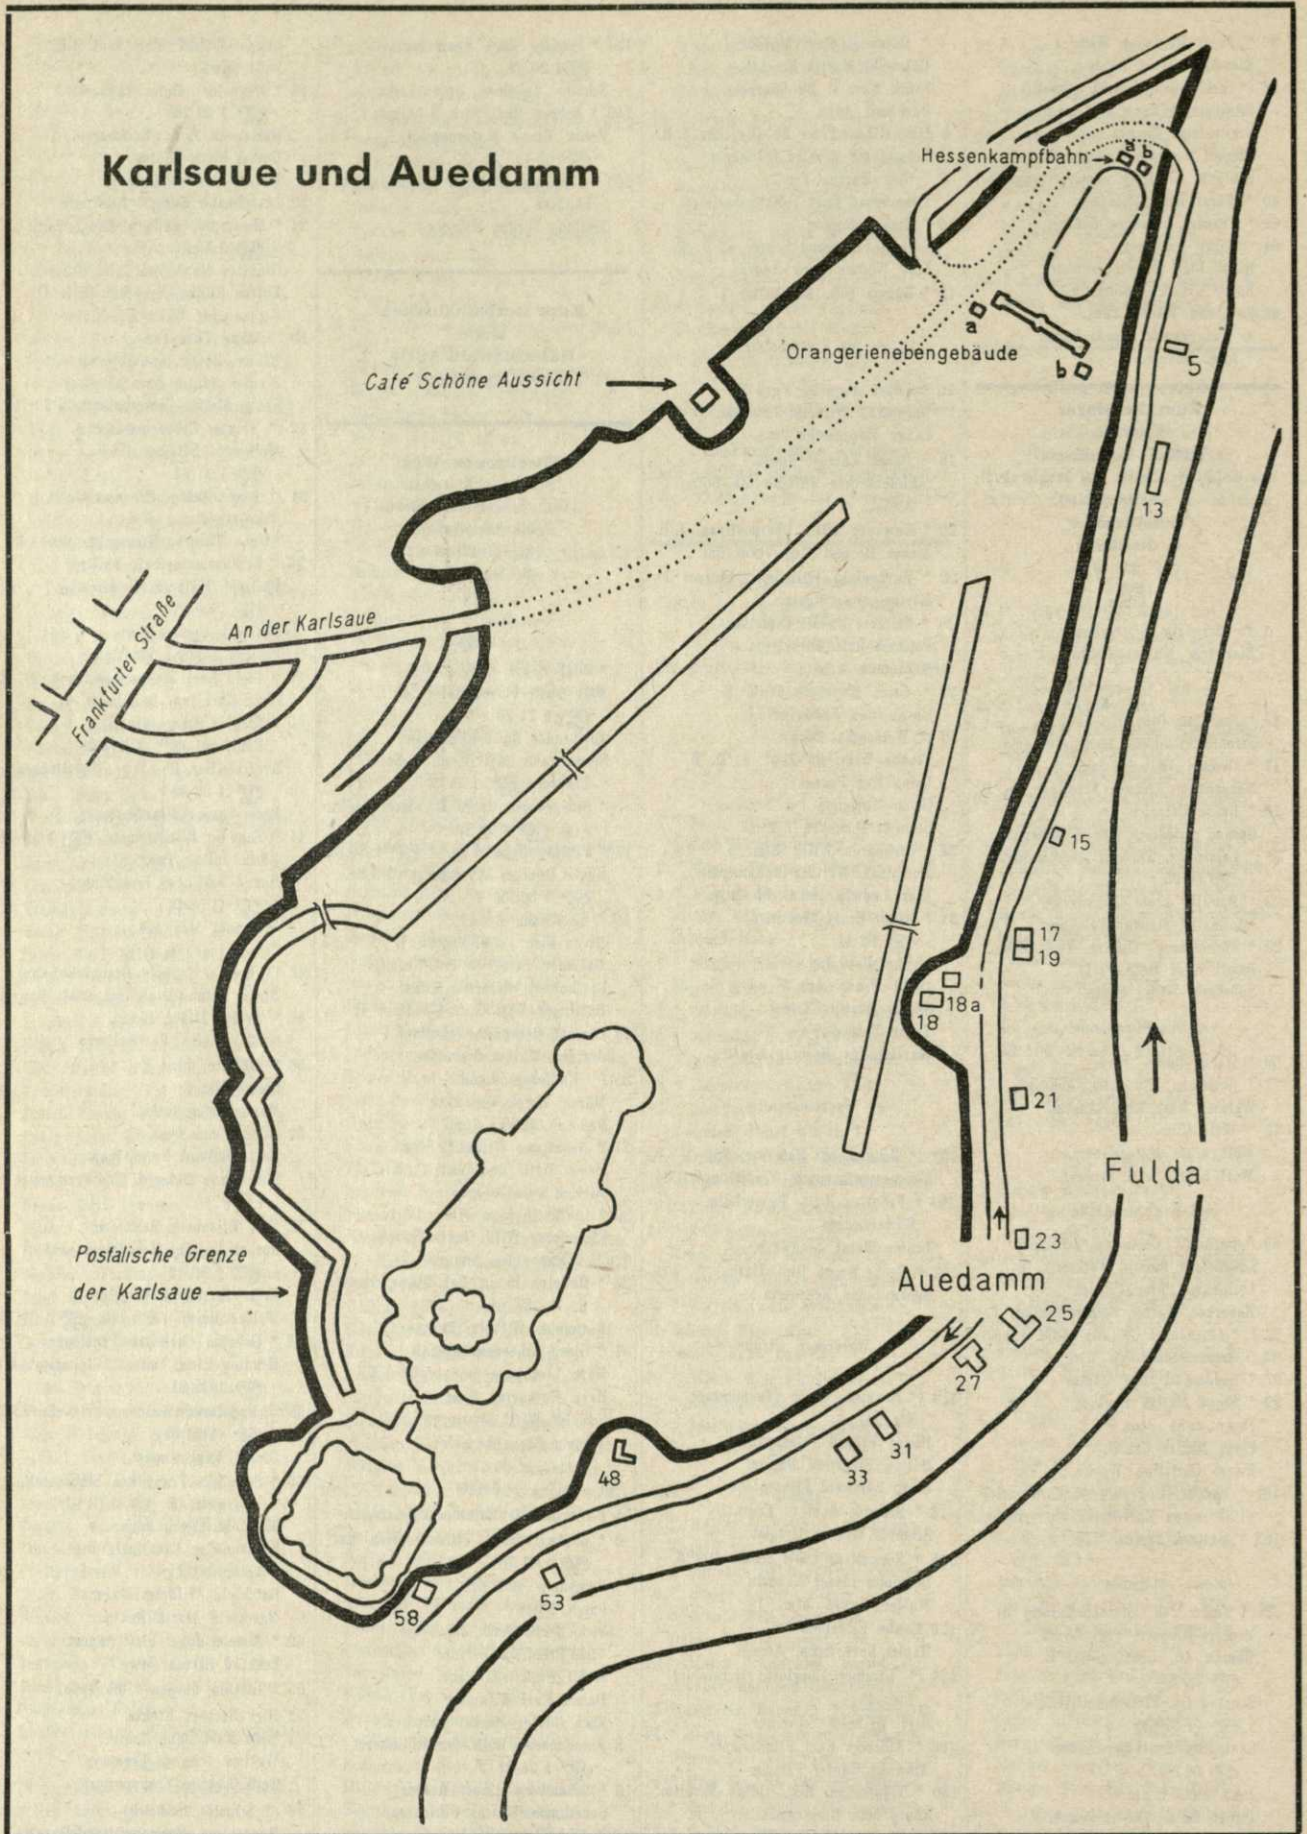 Karlsaue und Auedamm
Hessenkampfbahn
a
b
a
Orangerienebengebäude
b
5
Café Schöne Aussicht
13
An der Karlsaue
Frankfurter Straße
15
17
19
18a
18
21
Fulda
23
Postalische Grenze
der Karlsaue
Auedamm
25
27
31
33
48
53
58